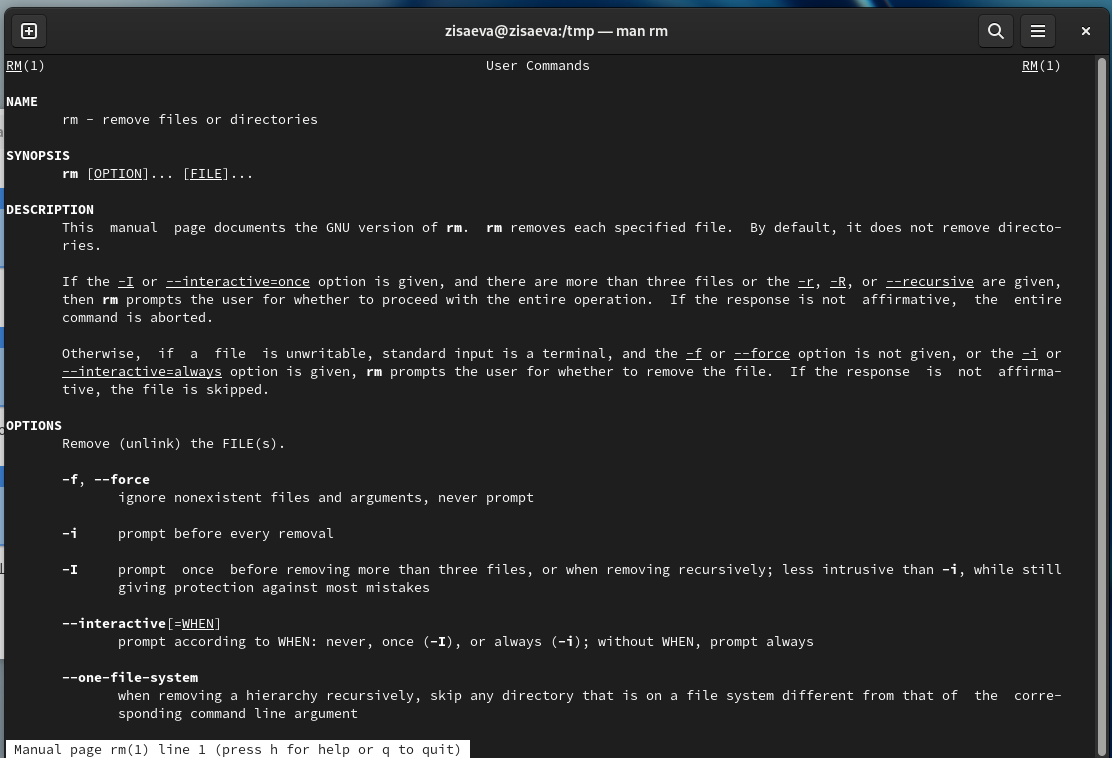 zisaeva@zisaeva:/tmp — man rm
RM(1) User Commands RM(1)
NAME
rm - remove files or directories
SYNOPSIS
rm [OPTION]... [FILE]...
DESCRIPTION
This manual page documents the GNU version of rm. rm removes each specified file. By default, it does not remove directo-
ries.
If the -I or --interactive=once option is given, and there are more than three files or the -r, -R, or --recursive are given,
then rm prompts the user for whether to proceed with the entire operation. If the response is not affirmative, the entire
command is aborted.
Otherwise, if a file is unwritable, standard input is a terminal, and the -f or --force option is not given, or the -i or
--interactive=always option is given, rm prompts the user for whether to remove the file. If the response is not affirma-
tive, the file is skipped.
OPTIONS
Remove (unlink) the FILE(s).
-f, --force
ignore nonexistent files and arguments, never prompt
-i prompt before every removal
-I prompt once before removing more than three files, or when removing recursively; less intrusive than -i, while still
giving protection against most mistakes
--interactive[=WHEN]
prompt according to WHEN: never, once (-I), or always (-i); without WHEN, prompt always
--one-file-system
when removing a hierarchy recursively, skip any directory that is on a file system different from that of the corre-
sponding command line argument
Manual page rm(1) line 1 (press h for help or q to quit)